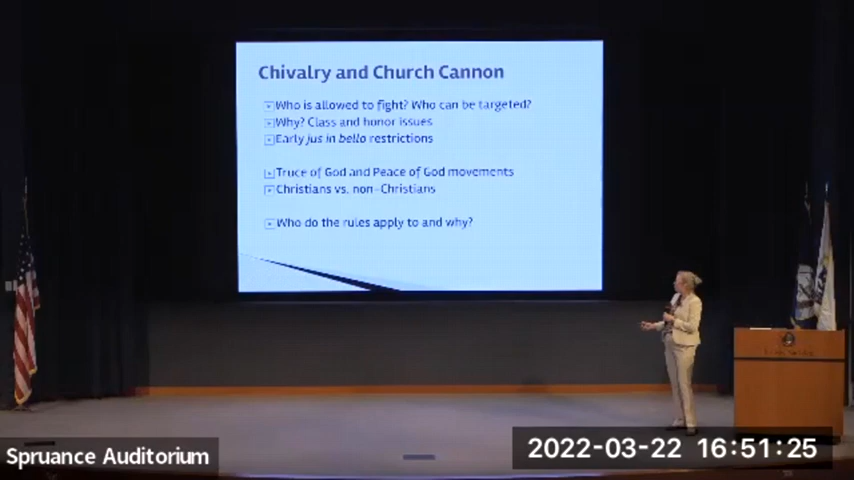 Chivalry and Church Cannon
Who is allowed to fight? Who can be targeted?
Why? Class and honor issues
Early jus in bello restrictions
Truce of God and Peace of God movements
Christians vs. non-Christians
Who do the rules apply to and why?
Spruance Auditorium
2022-03-22 16:51:25